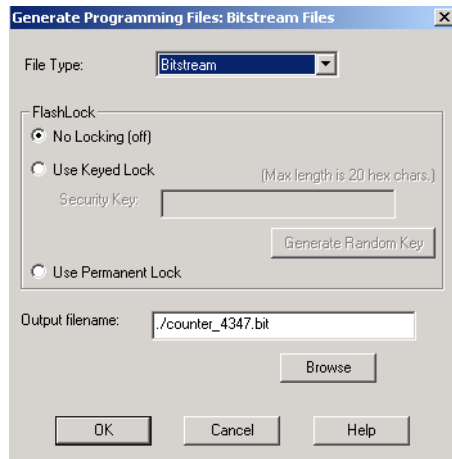 Generate Programming Files: Bitstream Files
File Type: Bitstream
FlashLock
No Locking (off)
Use Keyed Lock (Max length is 20 hex chars.)
Security Key:
Generate Random Key
Use Permanent Lock
Output filename: ./counter_4347.bit
Browse
OK Cancel Help